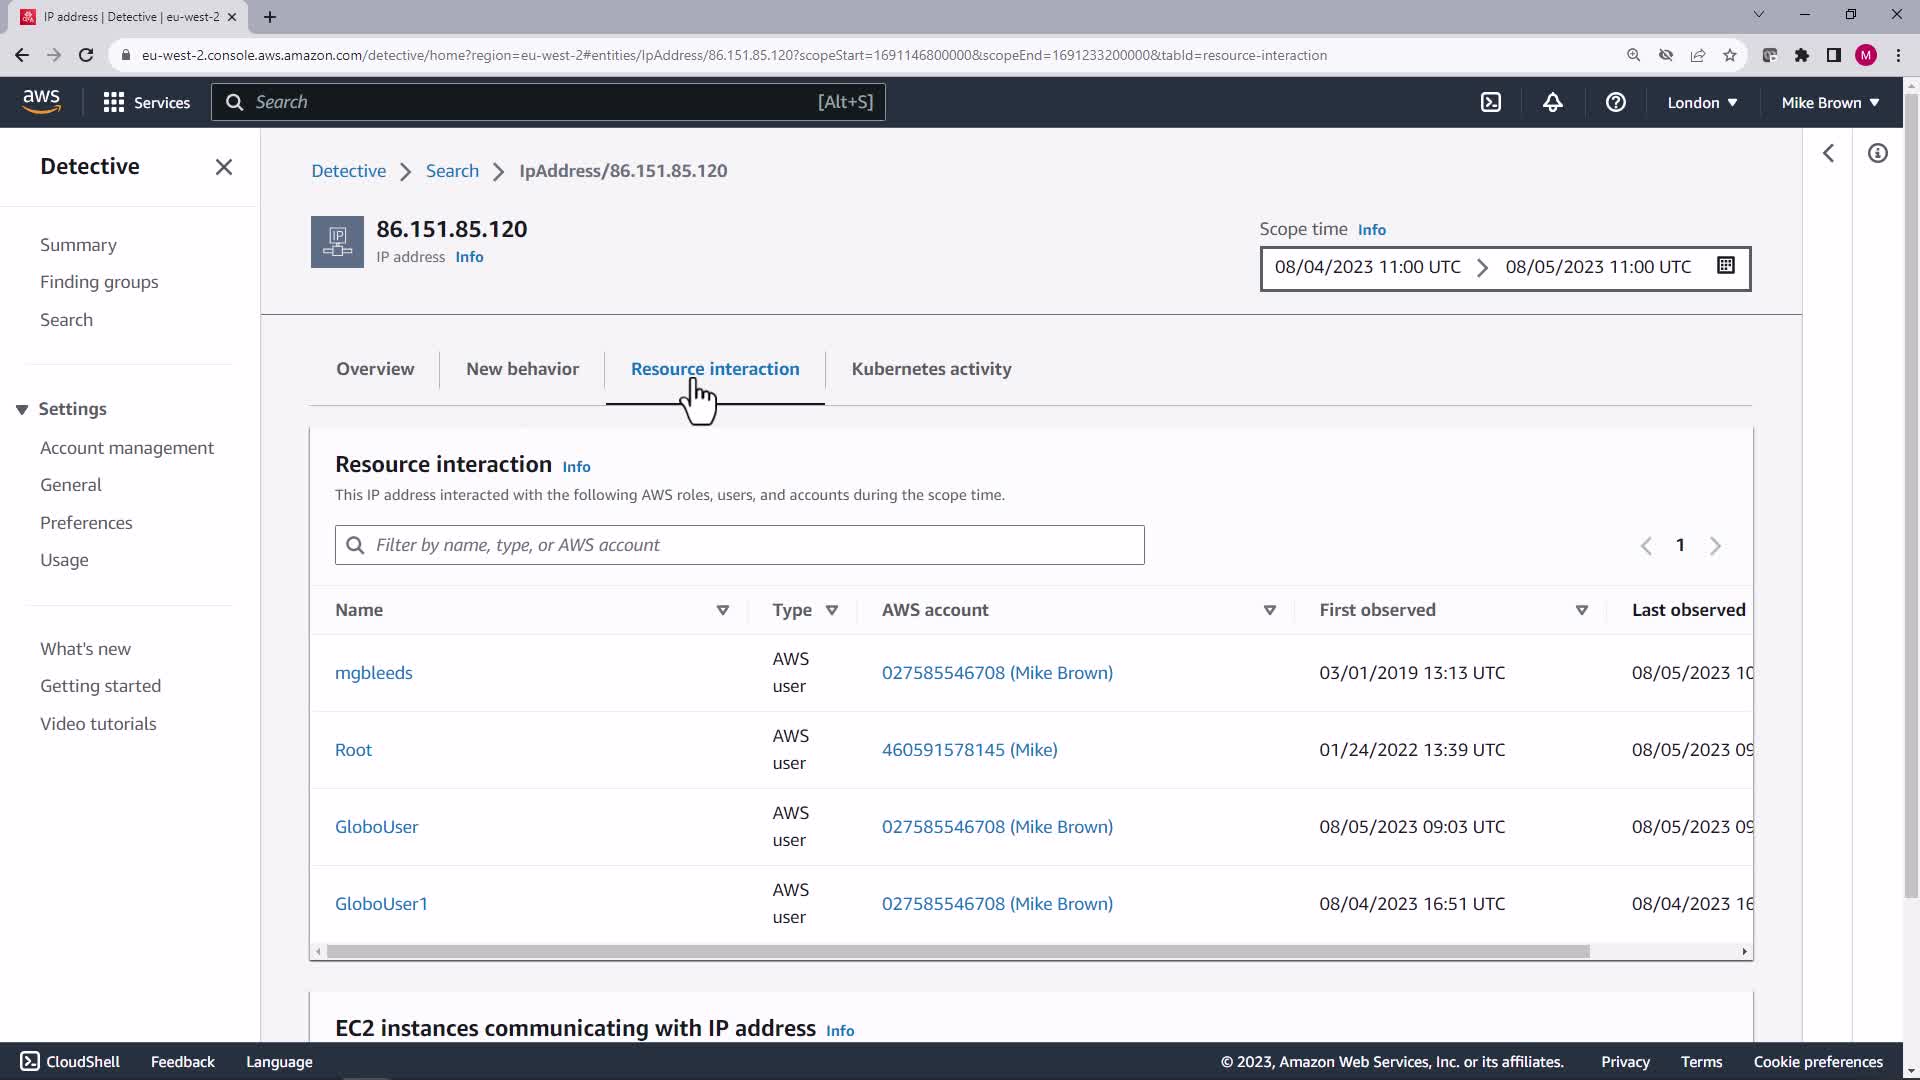 IP address | Detective | eu-west-2
eu-west-2.console.aws.amazon.com/detective/home?region=eu-west-2#entities/IpAddress/86.151.85.120?scopeStart=1691146800000&scopeEnd=1691233200000&tabId=resource-interaction
M
aws
Services
Search
[Alt+S]
London
Mike Brown
Detective
Summary
Finding groups
Search
Settings
Account management
General
Preferences
Usage
What's new
Getting started
Video tutorials
Detective
Search
IpAddress/86.151.85.120
IP
86.151.85.120
IP address Info
Scope time Info
08/04/2023 11:00 UTC
08/05/2023 11:00 UTC
Overview
New behavior
Resource interaction
Kubernetes activity
Resource interaction Info
This IP address interacted with the following AWS roles, users, and accounts during the scope time.
Filter by name, type, or AWS account
1
Name
Type
AWS account
First observed
Last observed
mgbleeds
AWS user
027585546708 (Mike Brown)
03/01/2019 13:13 UTC
08/05/2023 10
Root
AWS user
460591578145 (Mike)
01/24/2022 13:39 UTC
08/05/2023 09
GloboUser
AWS user
027585546708 (Mike Brown)
08/05/2023 09:03 UTC
08/05/2023 09
GloboUser1
AWS user
027585546708 (Mike Brown)
08/04/2023 16:51 UTC
08/04/2023 16
EC2 instances communicating with IP address Info
CloudShell
Feedback
Language
© 2023, Amazon Web Services, Inc. or its affiliates.
Privacy
Terms
Cookie preferences